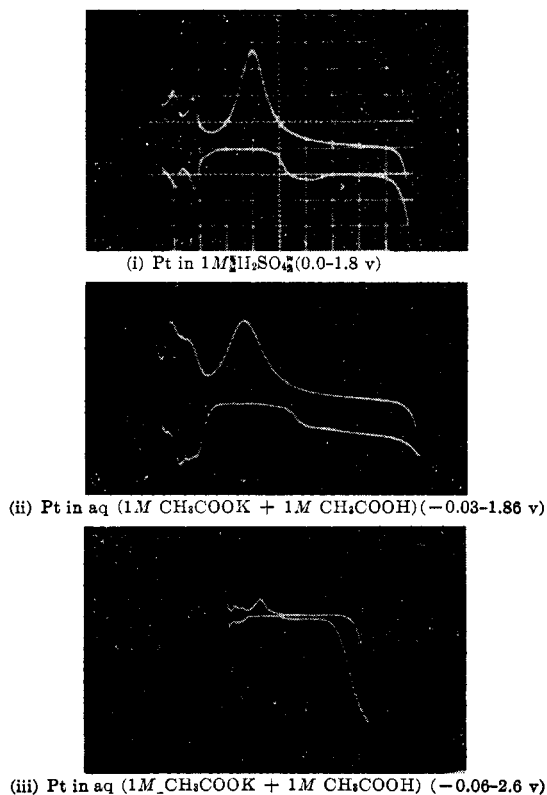 (i) Pt in 1M H₂SO₄ (0.0–1.8 v)
(ii) Pt in aq (1M CH₃COOK + 1M CH₃COOH) (−0.03–1.86 v)
(iii) Pt in aq (1M CH₃COOK + 1M CH₃COOH) (−0.06–2.6 v)